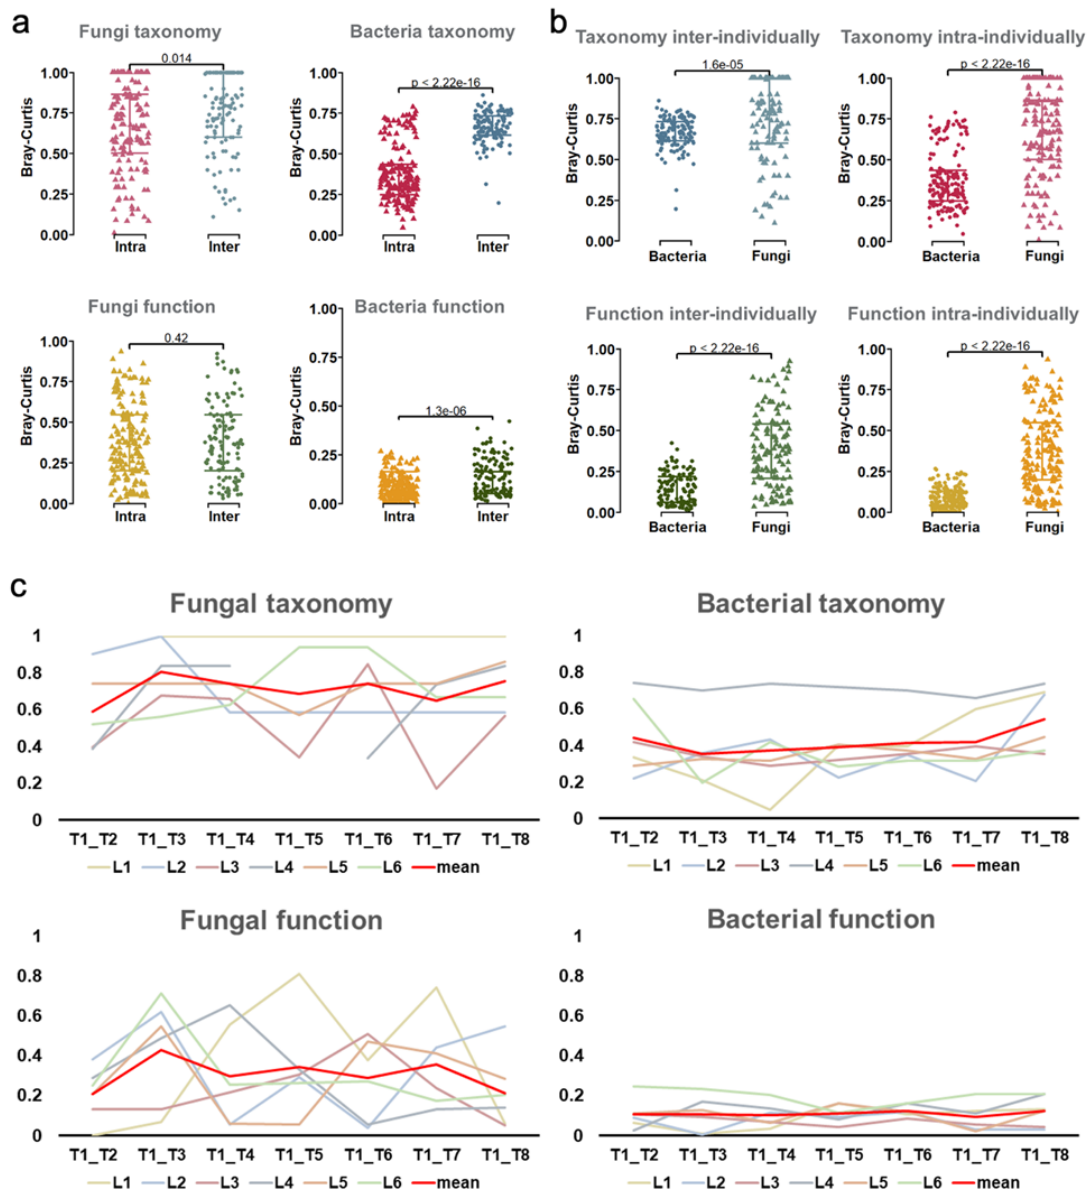 a
b
Fungi taxonomy
Bacteria taxonomy
Taxonomy inter-individually
Taxonomy intra-individually
0.014
p < 2.22e-16
1.6e-05
p < 2.22e-16
Bray-Curtis
1.00
0.75
0.50
0.25
0.00
Intra
Inter
Bray-Curtis
1.00
0.75
0.50
0.25
0.00
Intra
Inter
Bray-Curtis
1.00
0.75
0.50
0.25
0.00
Bacteria
Fungi
Bray-Curtis
1.00
0.75
0.50
0.25
0.00
Bacteria
Fungi
Fungi function
Bacteria function
Function inter-individually
Function intra-individually
0.42
1.3e-06
p < 2.22e-16
p < 2.22e-16
Bray-Curtis
1.00
0.75
0.50
0.25
0.00
Intra
Inter
Bray-Curtis
1.00
0.75
0.50
0.25
0.00
Intra
Inter
Bray-Curtis
1.00
0.75
0.50
0.25
0.00
Bacteria
Fungi
Bray-Curtis
1.00
0.75
0.50
0.25
0.00
Bacteria
Fungi
c
Fungal taxonomy
1
0.8
0.6
0.4
0.2
0
T1_T2 T1_T3 T1_T4 T1_T5 T1_T6 T1_T7 T1_T8
L1 L2 L3 L4 L5 L6 mean
Bacterial taxonomy
1
0.8
0.6
0.4
0.2
0
T1_T2 T1_T3 T1_T4 T1_T5 T1_T6 T1_T7 T1_T8
L1 L2 L3 L4 L5 L6 mean
Fungal function
1
0.8
0.6
0.4
0.2
0
T1_T2 T1_T3 T1_T4 T1_T5 T1_T6 T1_T7 T1_T8
L1 L2 L3 L4 L5 L6 mean
Bacterial function
1
0.8
0.6
0.4
0.2
0
T1_T2 T1_T3 T1_T4 T1_T5 T1_T6 T1_T7 T1_T8
L1 L2 L3 L4 L5 L6 mean